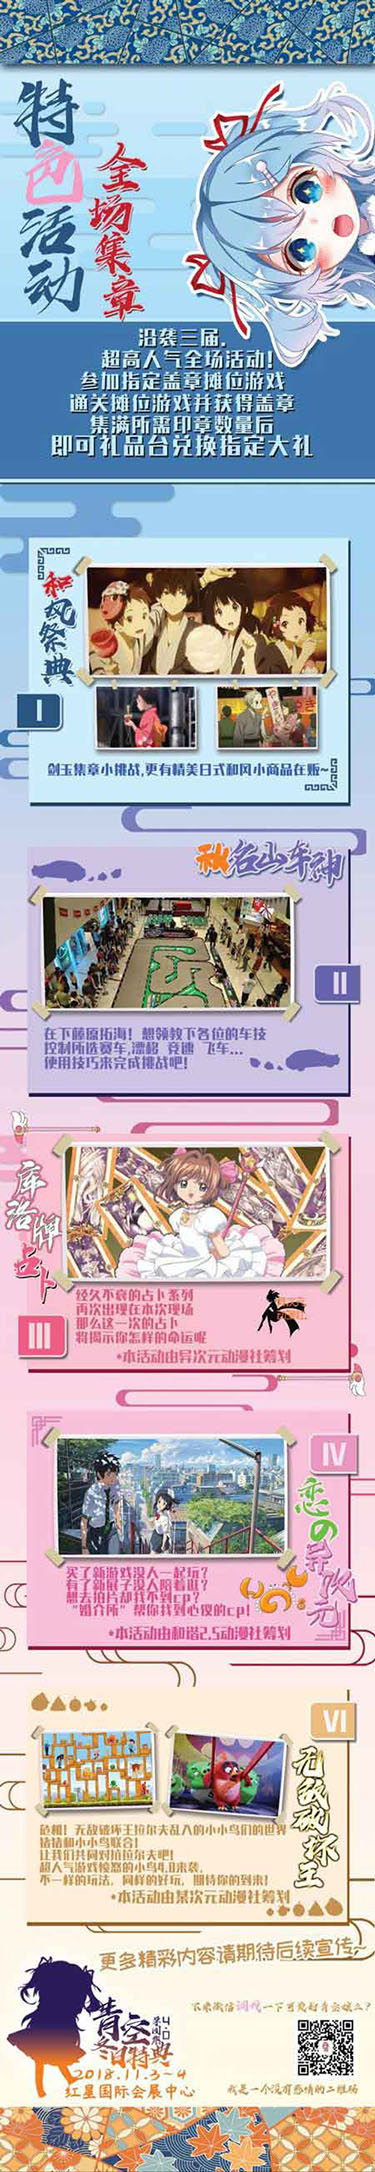 特色活动
全场集章
沿袭三届,
超高人气全场活动!
参加指定盖章摊位游戏
通关摊位游戏并获得盖章
集满所需印章数量后
即可礼品台兑换指定大礼
和风祭典
I
剑玉集章小挑战,更有精美日式和风小商品在贩~
秋名山车神
II
在下藤原拓海! 想领教下各位的车技
控制所选赛车,漂移 竞速 飞车...
使用技巧来完成挑战吧!
库洛牌占卜
III
经久不衰的占卜系列
再次出现在本次现场
那么这一次的占卜
将揭示你怎样的命运呢
*本活动由异次元动漫社筹划
IV
恋の异次元
买了新游戏没人一起玩?
有了新展子没人陪着逛?
想去拍片却找不到cp?
“婚介所”帮你找到心仪的cp!
*本活动由和谐2.5动漫社筹划
VI
无敌破坏王
危机! 无敌破坏王拉尔夫乱入的小小鸟们的世界
猪猪和小小鸟联合!
让我们共同对抗拉尔夫吧!
超人气游戏愤怒的小鸟4.0来袭,
不一样的玩法, 同样的好玩, 期待你的到来!
*本活动由某次元动漫社筹划
更多精彩内容请期待后续宣传~
青空
4.0
冬日特典
2018.11.3~4
红星国际会展中心
不来微信调戏一下可爱的青空娘么?
我是一个没有感情的二维码